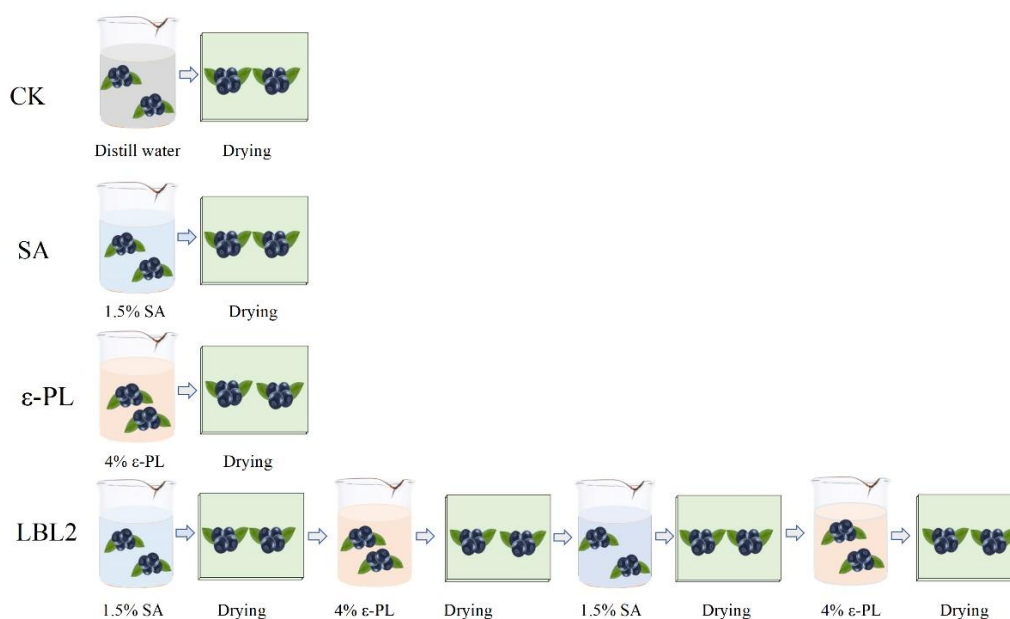 CK
Distill water Drying
SA
1.5% SA Drying
ε-PL
4% ε-PL Drying
LBL2
1.5% SA Drying 4% ε-PL Drying 1.5% SA Drying 4% ε-PL Drying